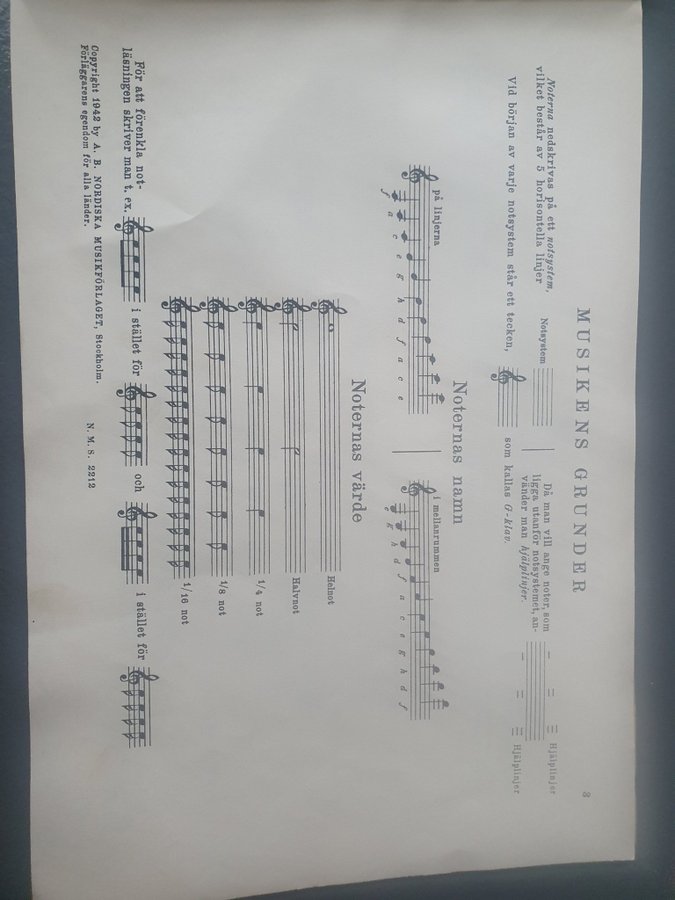 3
MUSIKENS GRUNDER
Noterna nedskrivas på ett notsystem,
vilket består av 5 horisontella linjer
Notsystem
Då man vill ange noter, som
ligga utanför notsystemet, an-
vänder man hjälplinjer.
Hjälplinjer
Hjälplinjer
Vid början av varje notsystem står ett tecken,
som kallas G-klav.
Noternas namn
på linjerna
f a c e g h d f a c e
i mellanrummen
e g h d f a c e g h d f
Noternas värde
Helnot
Halvnot
1/4 not
1/8 not
1/16 not
För att förenkla not-
läsningen skriver man t. ex.
i stället för
och
i stället för
Copyright 1942 by A. B. NORDISKA MUSIKFÖRLAGET, Stockholm.
Förläggarens egendom för alla länder.
N. M. S. 2212